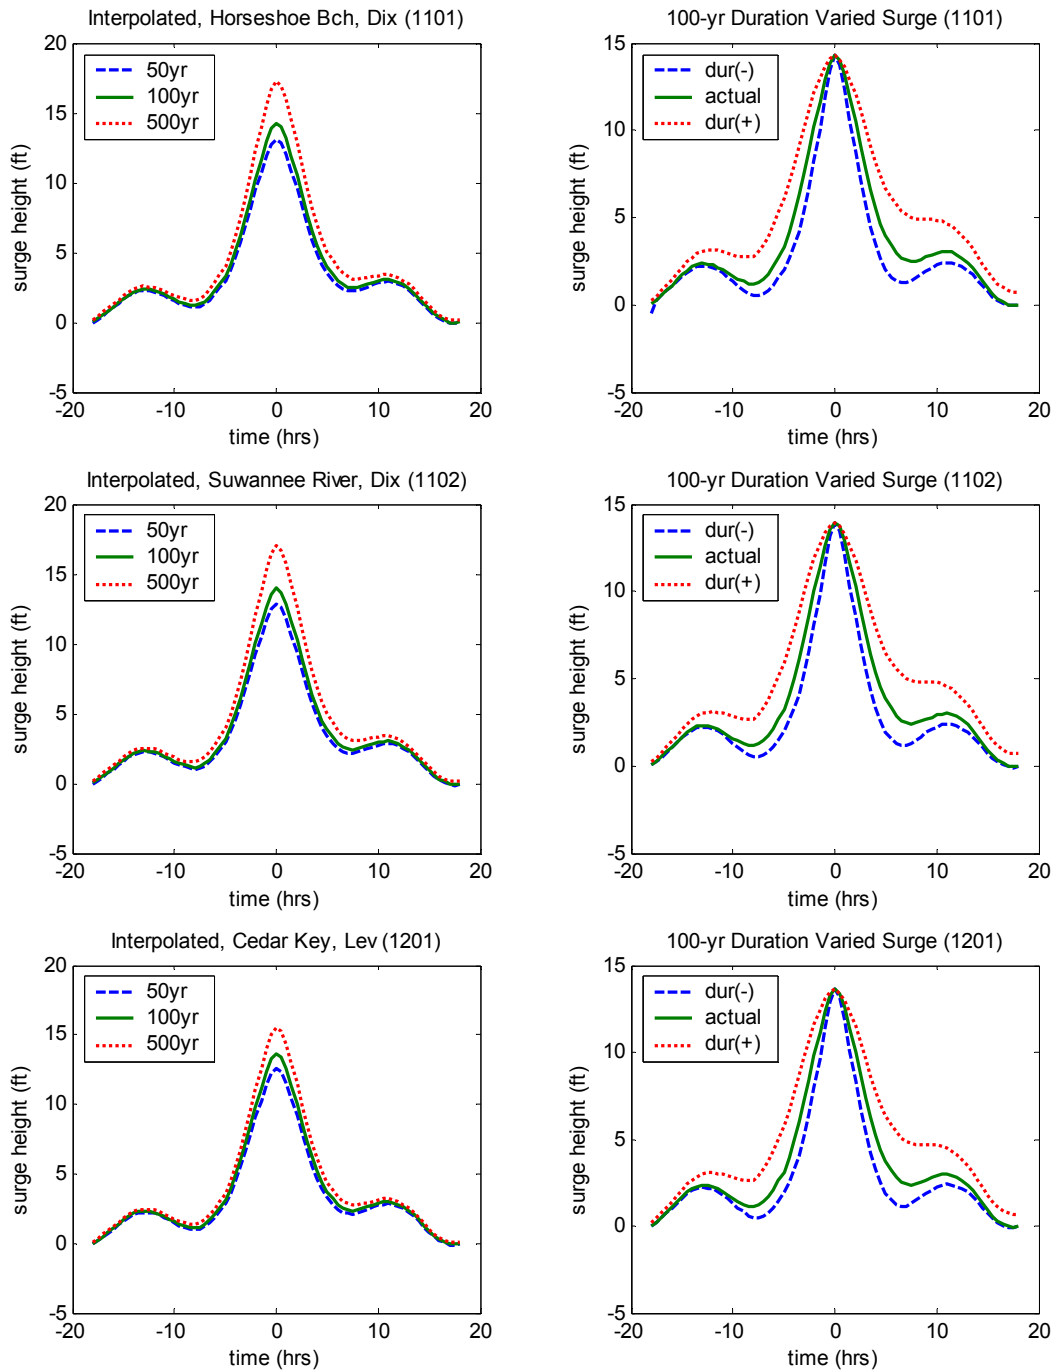 Interpolated, Horseshoe Bch, Dix (1101)
20
15
10
5
0
-5
surge height (ft)
50yr
100yr
500yr
-20
-10
0
10
20
time (hrs)
100-yr Duration Varied Surge (1101)
15
10
5
0
-5
surge height (ft)
dur(-)
actual
dur(+)
-20
-10
0
10
20
time (hrs)
Interpolated, Suwannee River, Dix (1102)
20
15
10
5
0
-5
surge height (ft)
50yr
100yr
500yr
-20
-10
0
10
20
time (hrs)
100-yr Duration Varied Surge (1102)
15
10
5
0
-5
surge height (ft)
dur(-)
actual
dur(+)
-20
-10
0
10
20
time (hrs)
Interpolated, Cedar Key, Lev (1201)
20
15
10
5
0
-5
surge height (ft)
50yr
100yr
500yr
-20
-10
0
10
20
time (hrs)
100-yr Duration Varied Surge (1201)
15
10
5
0
-5
surge height (ft)
dur(-)
actual
dur(+)
-20
-10
0
10
20
time (hrs)